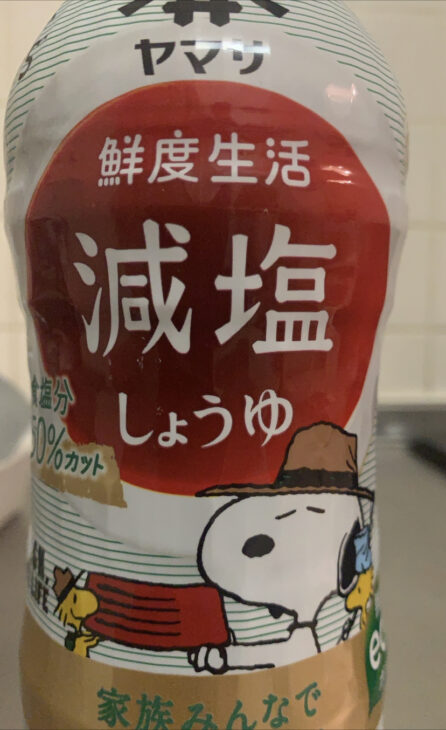 ヤマサ
鮮度生活
減塩
しょうゆ
食塩分
50%カット
家族みんなで